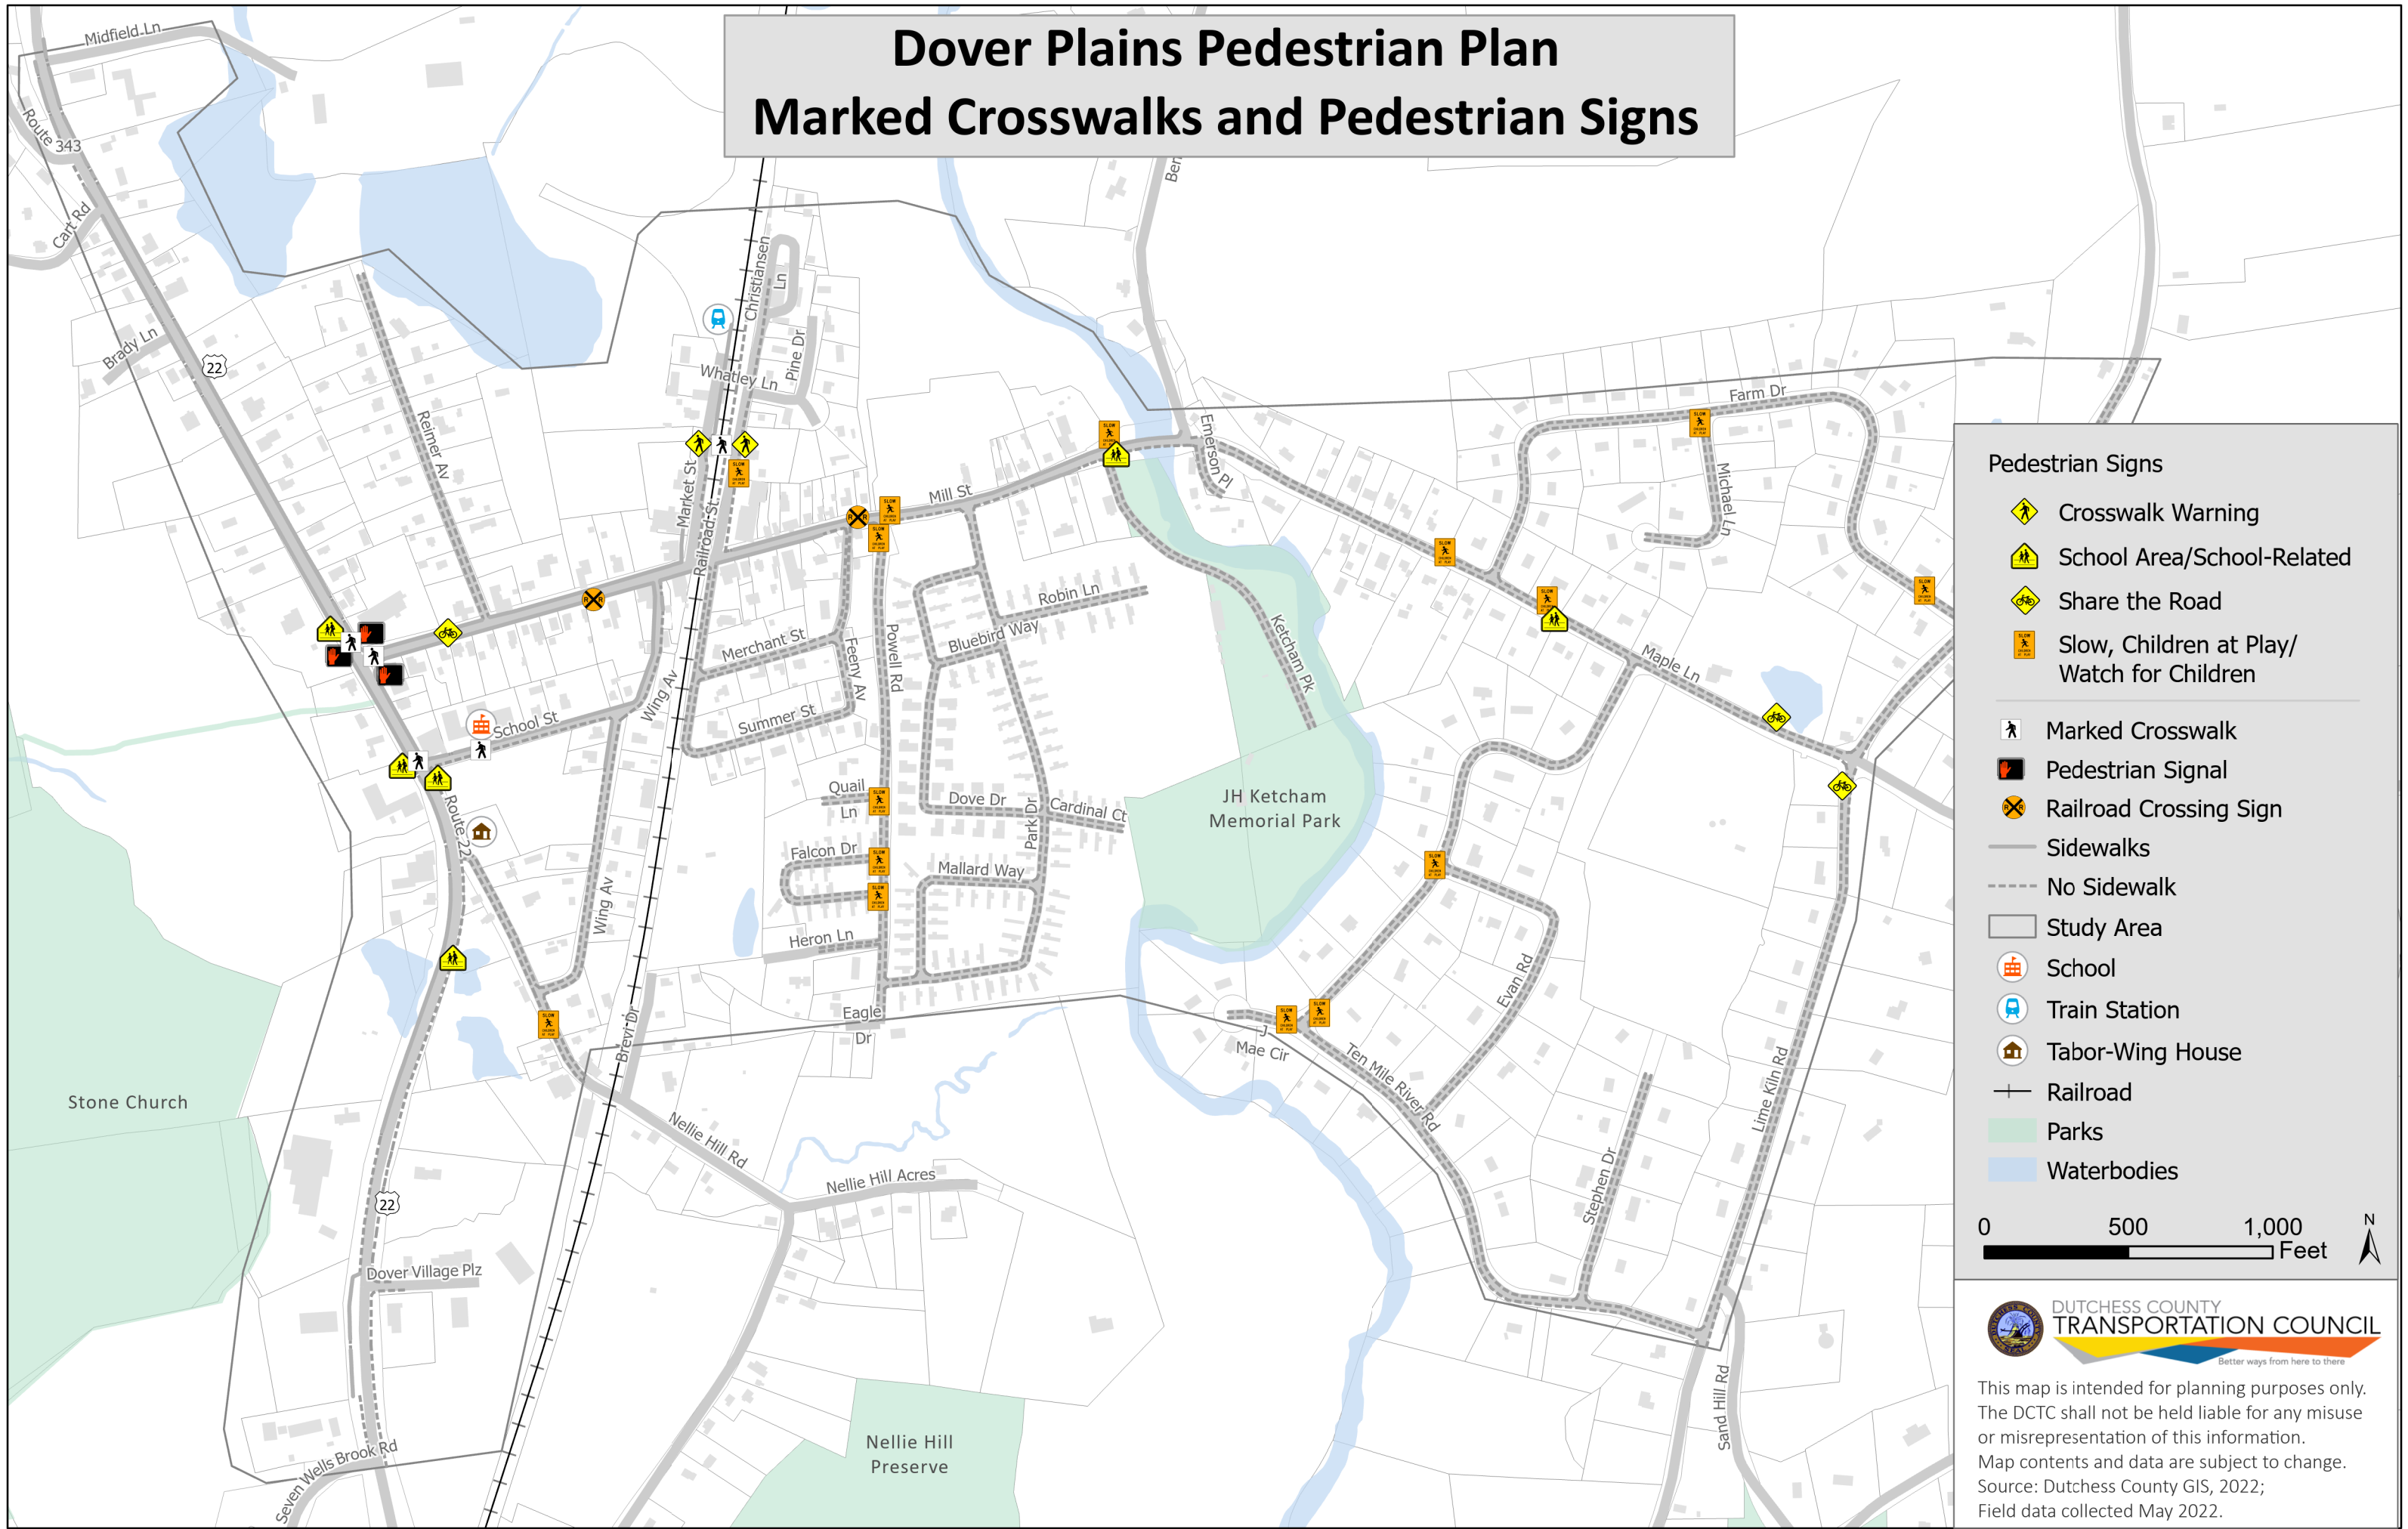 Dover Plains Pedestrian Plan
Marked Crosswalks and Pedestrian Signs
Midfield Ln
Route 343
Cart Rd
Brady Ln
22
Reimer Av
Christiansen
Ln
Pine Dr
Whatley Ln
Market St
Railroad St
Mill St
Emerson Pl
Farm Dr
Michael Ln
Robin Ln
Bluebird Way
Merchant St
Feeny Av
Powell Rd
Summer St
Wing Av
School St
Route 22
Ketcham Pk
Maple Ln
Quail
Ln
Dove Dr
Cardinal Ct
Park Dr
JH Ketcham
Memorial Park
Falcon Dr
Mallard Way
Heron Ln
Wing Av
Evan Rd
Eagle
Dr
Brevi Dr
J
Mae Cir
Ten Mile River Rd
Lime Kiln Rd
Stone Church
Nellie Hill Rd
Nellie Hill Acres
Stephen Dr
22
Dover Village Plz
Sand Hill Rd
Seven Wells Brook Rd
Nellie Hill
Preserve
Pedestrian Signs
Crosswalk Warning
School Area/School-Related
Share the Road
Slow, Children at Play/
Watch for Children
Marked Crosswalk
Pedestrian Signal
Railroad Crossing Sign
Sidewalks
No Sidewalk
Study Area
School
Train Station
Tabor-Wing House
Railroad
Parks
Waterbodies
0 500 1,000
Feet
N
DUTCHESS COUNTY
TRANSPORTATION COUNCIL
Better ways from here to there
This map is intended for planning purposes only.
The DCTC shall not be held liable for any misuse
or misrepresentation of this information.
Map contents and data are subject to change.
Source: Dutchess County GIS, 2022;
Field data collected May 2022.